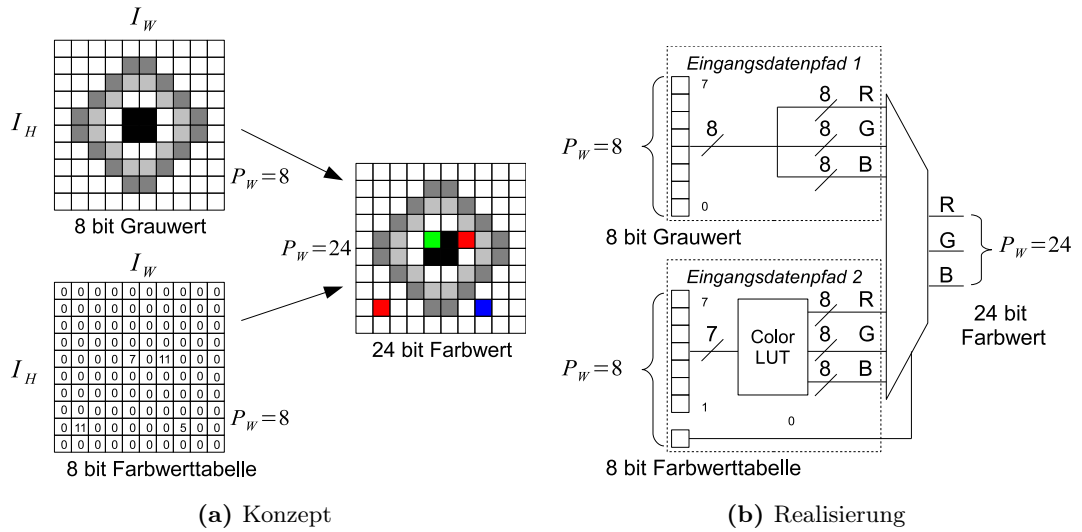 I_W
I_H
P_W=8
8 bit Grauwert
I_W
0 0 0 0 0 0 0 0 0 0
0 0 0 0 0 0 0 0 0 0
0 0 0 0 0 0 0 0 0 0
0 0 0 0 0 0 0 0 0 0
0 0 0 0 7 0 11 0 0 0
0 0 0 0 0 0 0 0 0 0
0 0 0 0 0 0 0 0 0 0
0 0 0 0 0 0 0 0 0 0
0 11 0 0 0 0 0 5 0 0
0 0 0 0 0 0 0 0 0 0
I_H
P_W=8
8 bit Farbwerttabelle
P_W=24
24 bit Farbwert
(a) Konzept
Eingangsdatenpfad 1
7
0
P_W=8
8
8 R
8 G
8 B
8 bit Grauwert
Eingangsdatenpfad 2
7
1
0
P_W=8
7
Color
LUT
8 R
8 G
8 B
8 bit Farbwerttabelle
R
G
B
P_W=24
24 bit
Farbwert
(b) Realisierung